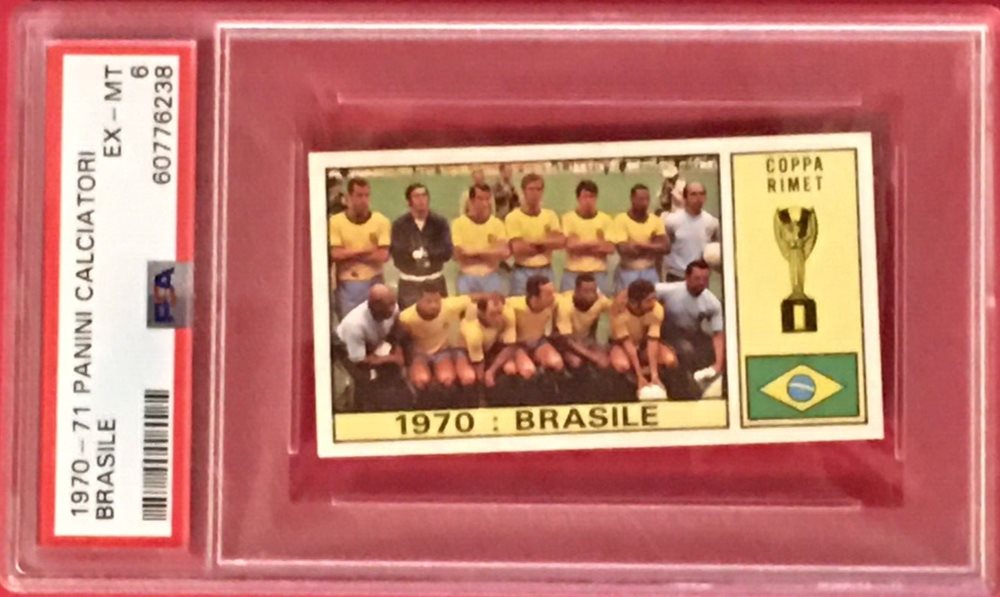 1970-71 PANINI CALCIATORI
BRASILE
EX-MT
6
60776238
PSA
COPPA
RIMET
1970 : BRASILE